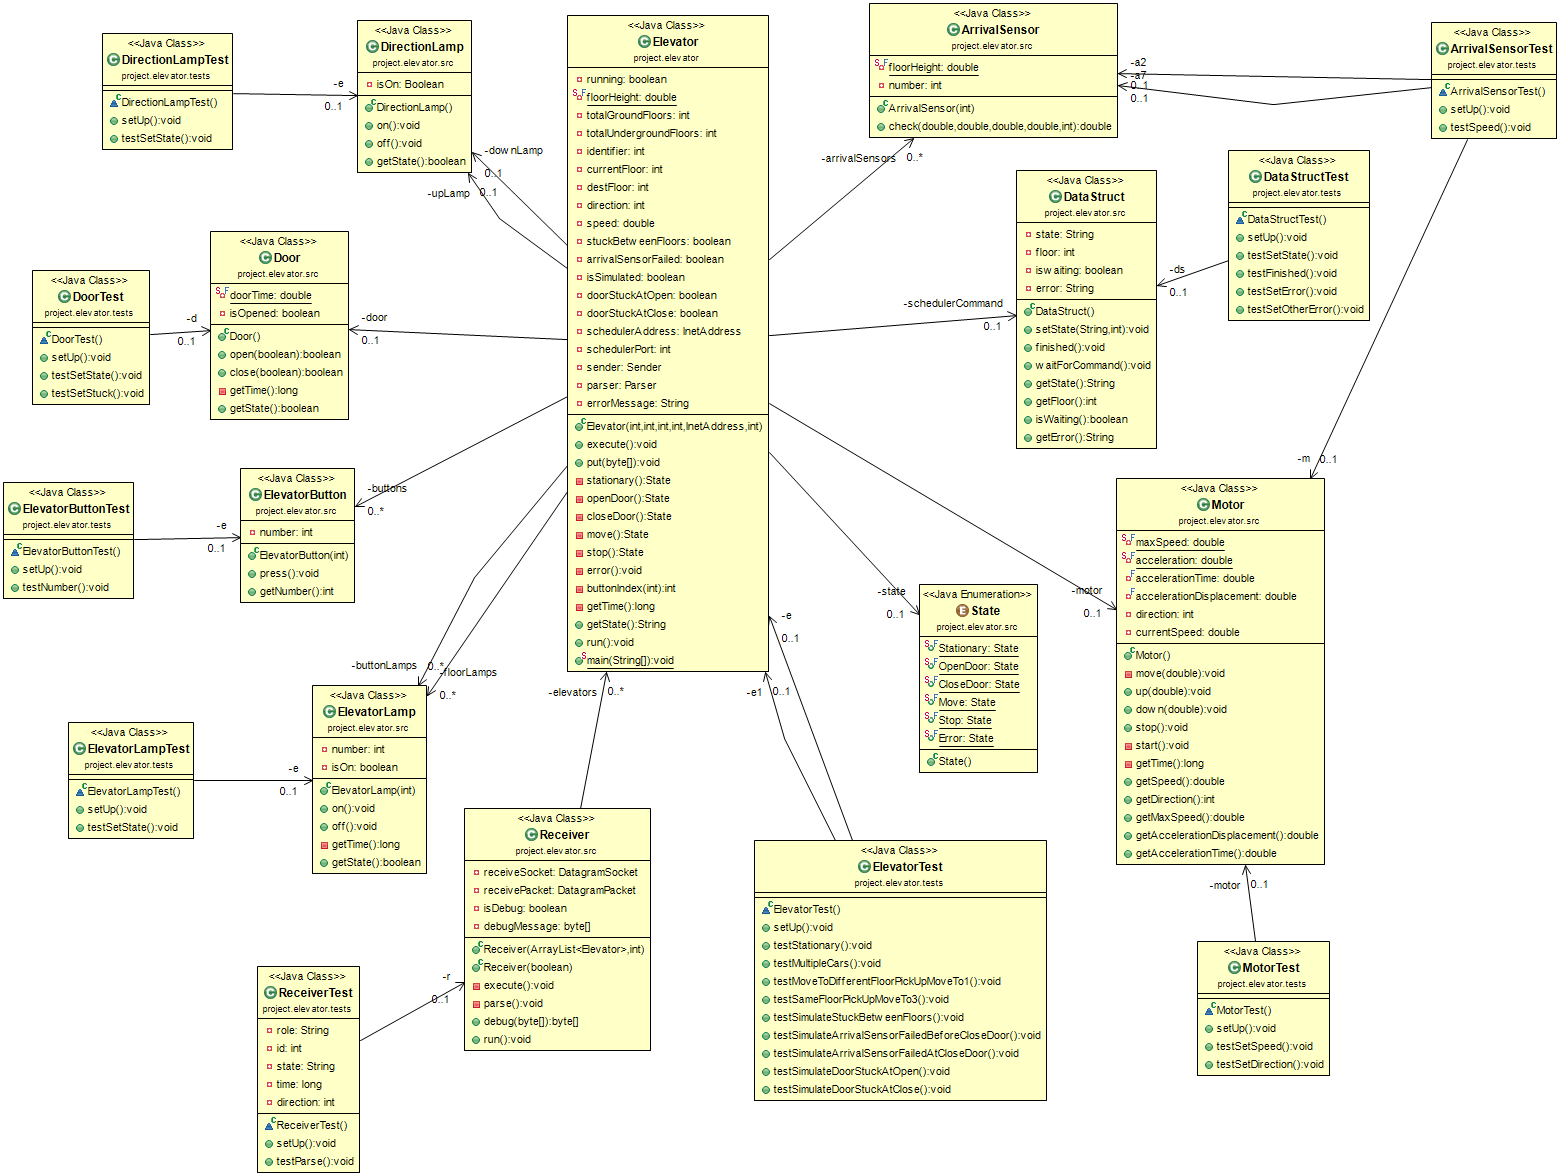 <<Java Class>>
DirectionLampTest
project.elevator.tests
DirectionLampTest()
setUp():void
testSetState():void
-e
0..1
<<Java Class>>
DirectionLamp
project.elevator.src
isOn: Boolean
DirectionLamp()
on():void
off():void
getState():boolean
-downLamp
0..1
-upLamp
0..1
<<Java Class>>
Elevator
project.elevator
running: boolean
floorHeight: double
totalGroundFloors: int
totalUndergroundFloors: int
identifier: int
currentFloor: int
destFloor: int
direction: int
speed: double
stuckBetweenFloors: boolean
arrivalSensorFailed: boolean
isSimulated: boolean
doorStuckAtOpen: boolean
doorStuckAtClose: boolean
schedulerAddress: InetAddress
schedulerPort: int
sender: Sender
parser: Parser
errorMessage: String
Elevator(int,int,int,int,InetAddress,int)
execute():void
put(byte[]):void
stationary():State
openDoor():State
closeDoor():State
move():State
stop():State
error():void
buttonIndex(int):int
getTime():long
getState():String
run():void
main(String[]):void
<<Java Class>>
ArrivalSensor
project.elevator.src
floorHeight: double
number: int
ArrivalSensor(int)
check(double,double,double,double,int):double
-arrivalSensors
0..*
-a2
-a7
0..1
0..1
<<Java Class>>
ArrivalSensorTest
project.elevator.tests
ArrivalSensorTest()
setUp():void
testSpeed():void
<<Java Class>>
DataStruct
project.elevator.src
state: String
floor: int
iswaiting: boolean
error: String
DataStruct()
setState(String,int):void
finished():void
waitForCommand():void
getState():String
getFloor():int
isWaiting():boolean
getError():String
-schedulerCommand
0..1
<<Java Class>>
DataStructTest
project.elevator.tests
DataStructTest()
setUp():void
testSetState():void
testFinished():void
testSetError():void
testSetOtherError():void
-ds
0..1
<<Java Class>>
DoorTest
project.elevator.tests
DoorTest()
setUp():void
testSetState():void
testSetStuck():void
-d
0..1
<<Java Class>>
Door
project.elevator.src
doorTime: double
isOpened: boolean
Door()
open(boolean):boolean
close(boolean):boolean
getTime():long
getState():boolean
-door
0..1
<<Java Class>>
ElevatorButtonTest
project.elevator.tests
ElevatorButtonTest()
setUp():void
testNumber():void
-e
0..1
<<Java Class>>
ElevatorButton
project.elevator.src
number: int
ElevatorButton(int)
press():void
getNumber():int
-buttons
0..*
-m
0..1
<<Java Class>>
Motor
project.elevator.src
maxSpeed: double
acceleration: double
accelerationTime: double
accelerationDisplacement: double
direction: int
currentSpeed: double
Motor()
move(double):void
up(double):void
down(double):void
stop():void
start():void
getTime():long
getSpeed():double
getDirection():int
getMaxSpeed():double
getAccelerationDisplacement():double
getAccelerationTime():double
-motor
0..1
-state
0..1
<<Java Enumeration>>
State
project.elevator.src
Stationary: State
OpenDoor: State
CloseDoor: State
Move: State
Stop: State
Error: State
State()
-buttonLamps
0..*
-floorLamps
0..*
<<Java Class>>
ElevatorLampTest
project.elevator.tests
ElevatorLampTest()
setUp():void
testSetState():void
-e
0..1
<<Java Class>>
ElevatorLamp
project.elevator.src
number: int
isOn: boolean
ElevatorLamp(int)
on():void
off():void
getTime():long
getState():boolean
-elevators
0..*
-e
0..1
-e1
0..1
<<Java Class>>
Receiver
project.elevator.src
receiveSocket: DatagramSocket
receivePacket: DatagramPacket
isDebug: boolean
debugMessage: byte[]
Receiver(ArrayList<Elevator>,int)
Receiver(boolean)
execute():void
parse():void
debug(byte[]):byte[]
run():void
<<Java Class>>
ElevatorTest
project.elevator.tests
ElevatorTest()
setUp():void
testStationary():void
testMultipleCars():void
testMoveToDifferentFloorPickUpMoveTo1():void
testSameFloorPickUpMoveTo3():void
testSimulateStuckBetweenFloors():void
testSimulateArrivalSensorFailedBeforeCloseDoor():void
testSimulateArrivalSensorFailedAtCloseDoor():void
testSimulateDoorStuckAtOpen():void
testSimulateDoorStuckAtClose():void
-motor
0..1
<<Java Class>>
MotorTest
project.elevator.tests
MotorTest()
setUp():void
testSetSpeed():void
testSetDirection():void
<<Java Class>>
ReceiverTest
project.elevator.tests
role: String
id: int
state: String
time: long
direction: int
ReceiverTest()
setUp():void
testParse():void
-r
0..1